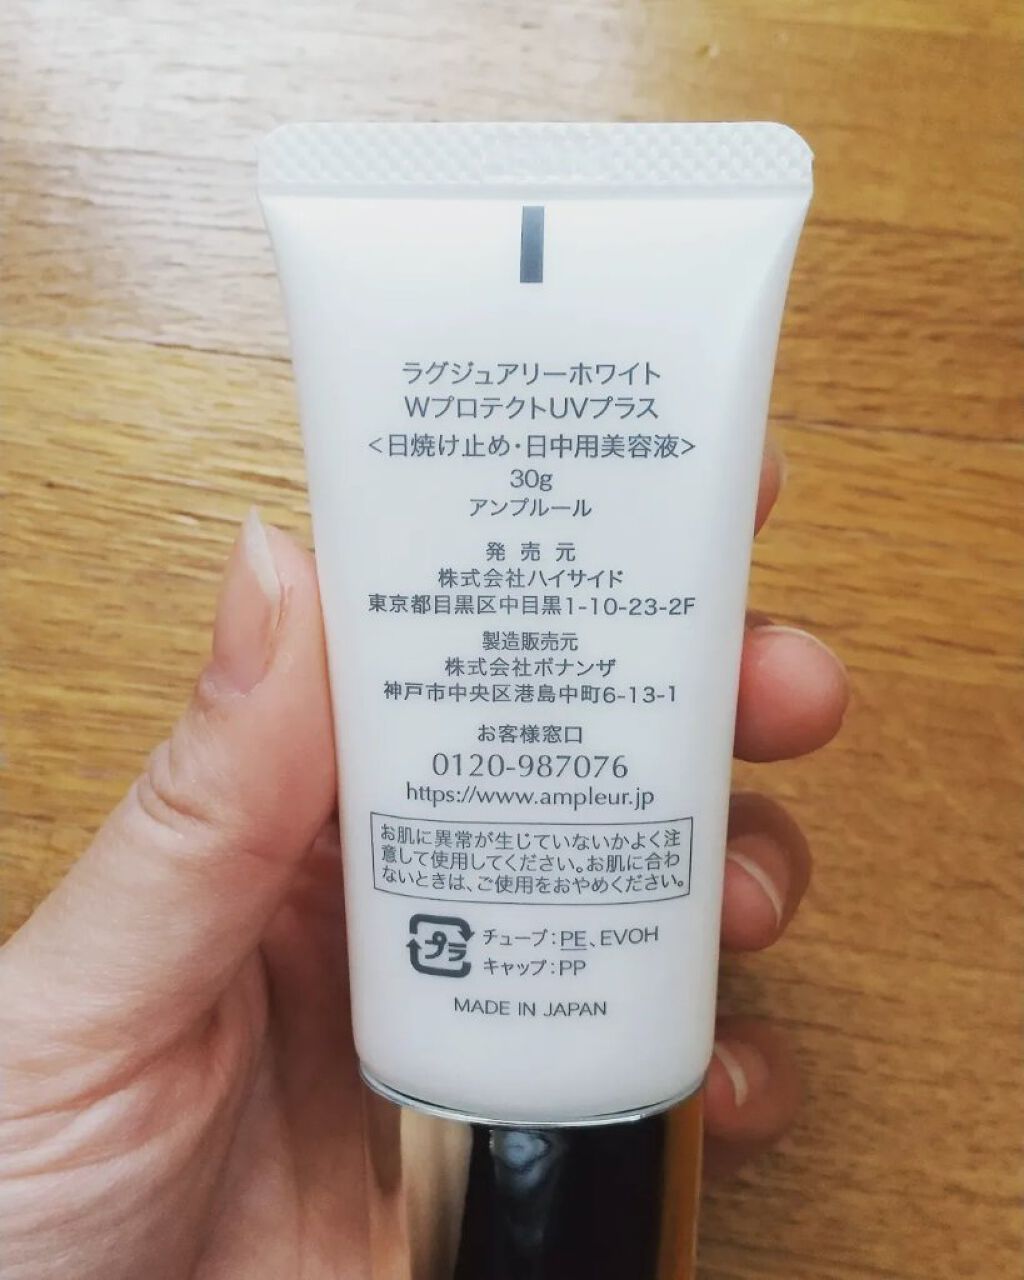 ラグジュアリーホワイト
WプロテクトUVプラス
<日焼け止め・日中用美容液>
30g
アンプルール
発売元
株式会社ハイサイド
東京都目黒区中目黒1-10-23-2F
製造販売元
株式会社ボナンザ
神戸市中央区港島中町6-13-1
お客様窓口
0120-987076
https://www.ampleur.jp
お肌に異常が生じていないかよく注
意して使用してください。お肌に合わ
ないときは、ご使用をおやめください。
プラ チューブ:PE、EVOH
キャップ:PP
MADE IN JAPAN